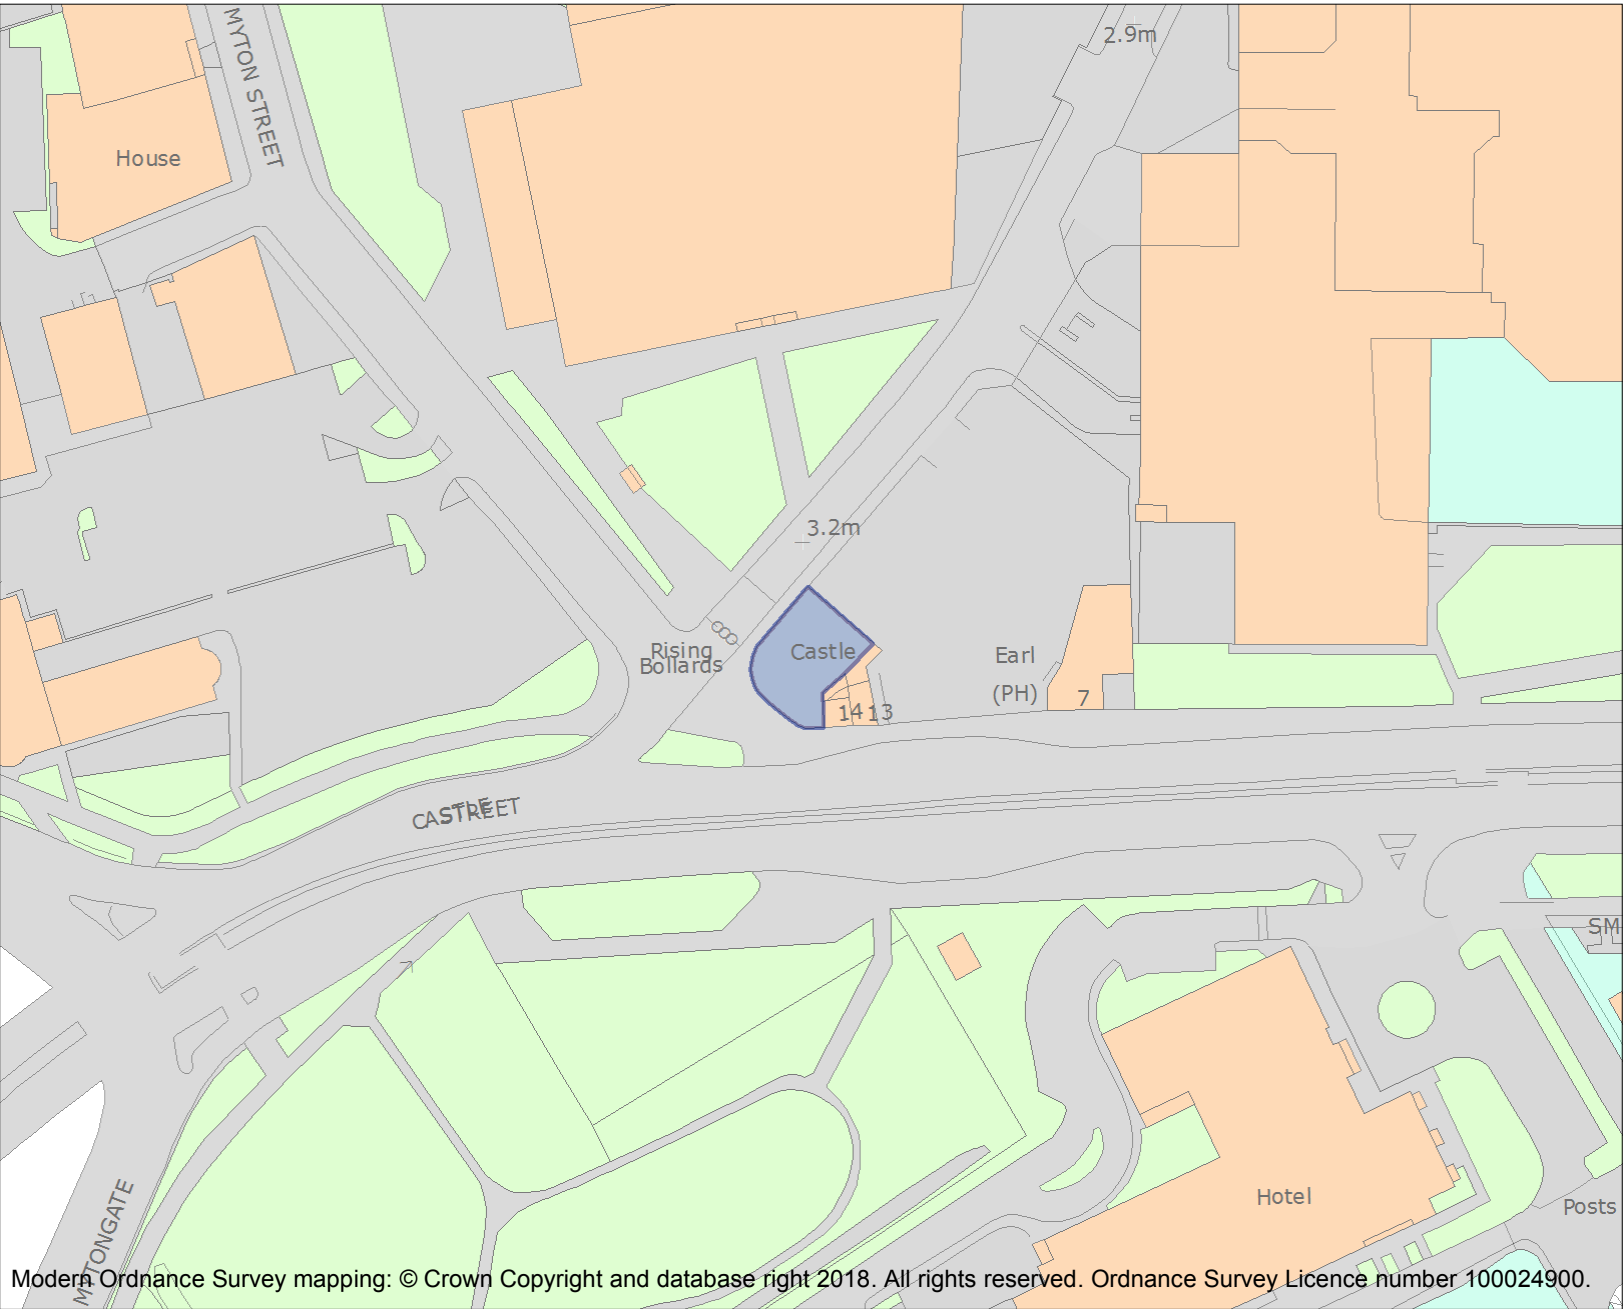 MYTON STREET
2.9m
House
3.2m
Rising
Bollards
Castle
Earl
(PH)
7
14
13
CASTLE
STREET
SM
Hotel
Posts
MYTONGATE
Modern Ordnance Survey mapping: © Crown Copyright and database right 2018. All rights reserved. Ordnance Survey Licence number 100024900.